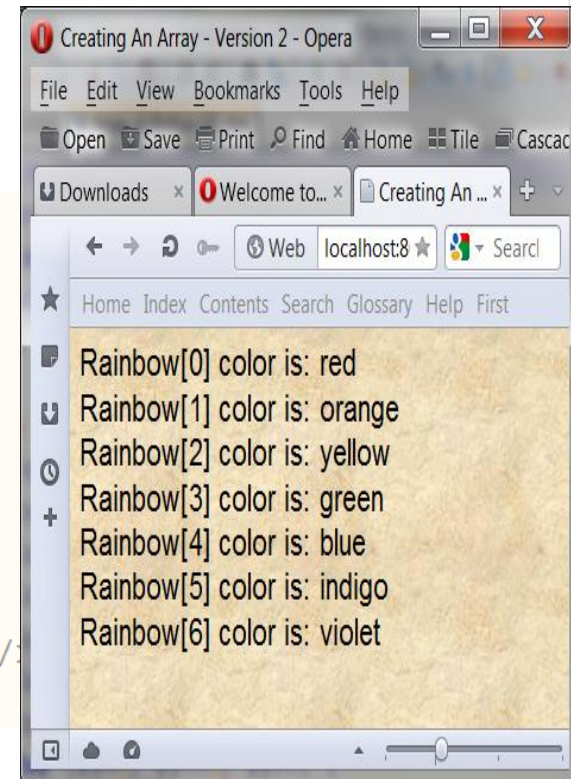 Creating An Array - Version 2 - Opera
File Edit View Bookmarks Tools Help
Open Save Print Find Home Tile Cascac
Downloads × Welcome to... × Creating An ... × +
Web localhost:8 Searcl
Home Index Contents Search Glossary Help First
Rainbow[0] color is: red
Rainbow[1] color is: orange
Rainbow[2] color is: yellow
Rainbow[3] color is: green
Rainbow[4] color is: blue
Rainbow[5] color is: indigo
Rainbow[6] color is: violet